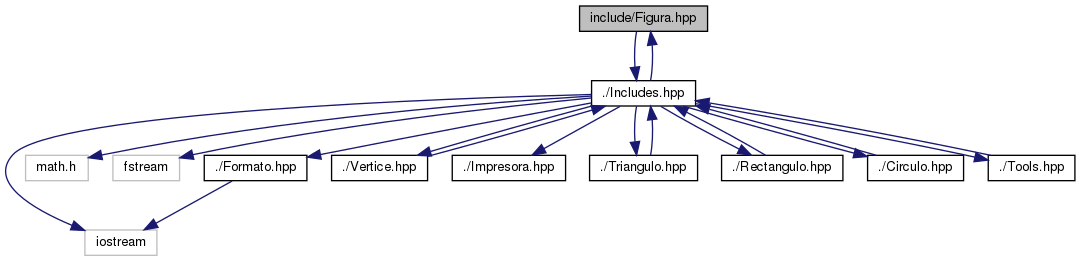 include/Figura.hpp
./Includes.hpp
math.h
fstream
./Formato.hpp
./Vertice.hpp
./Impresora.hpp
./Triangulo.hpp
./Rectangulo.hpp
./Circulo.hpp
./Tools.hpp
iostream